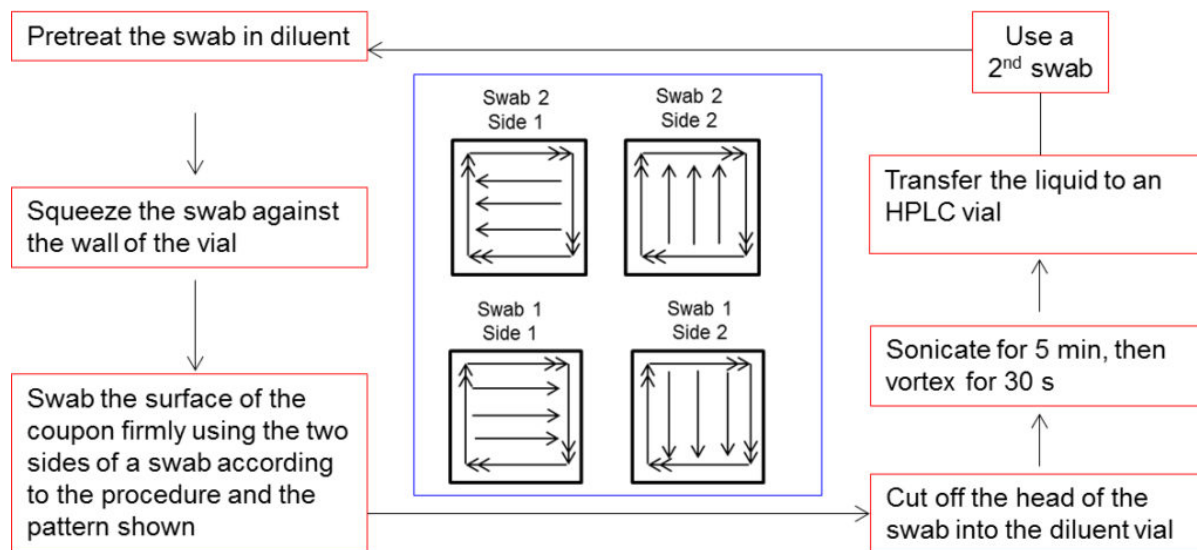 Pretreat the swab in diluent
Use a
2nd swab
Swab 2
Side 1
Swab 2
Side 2
Squeeze the swab against
the wall of the vial
Transfer the liquid to an
HPLC vial
Swab 1
Side 1
Swab 1
Side 2
Sonicate for 5 min, then
vortex for 30 s
Swab the surface of the
coupon firmly using the two
sides of a swab according
to the procedure and the
pattern shown
Cut off the head of the
swab into the diluent vial